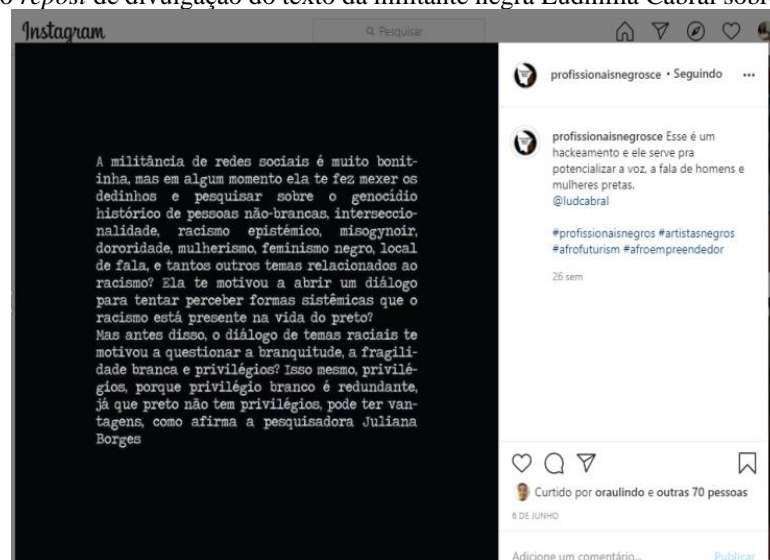 o repost de divulgação do texto da militante negra Ludmila Cabral sobre
Instagram
Pesquisar
profissionaisnegrosce • Seguindo
A militância de redes sociais é muito bonit-
inha, mas em algum momento ela te fez mexer os
dedinhos e pesquisar sobre o genocídio
histórico de pessoas não-brancas, interseccio-
nalidade, racismo epistémico, misogynoir,
dororidade, mulherismo, feminismo negro, local
de fala, e tantos outros temas relacionados ao
racismo? Ela te motivou a abrir um diálogo
para tentar perceber formas sistêmicas que o
racismo está presente na vida do preto?
Mas antes disso, o diálogo de temas raciais te
motivou a questionar a branquitude, a fragili-
dade branca e privilégios? Isso mesmo, privilé-
gios, porque privilégio branco é redundante,
já que preto não tem privilégios, pode ter van-
tagens, como afirma a pesquisadora Juliana
Borges
profissionaisnegrosce Esse é um
hackeamento e ele serve pra
potencializar a voz, a fala de homens e
mulheres pretas.
@ludcabral
#profissionaisnegros #artistasnegros
#afrofuturism #afroempreendedor
26 sem
Curtido por oraulindo e outras 70 pessoas
6 DE JUNHO
Adicione um comentário... Publicar